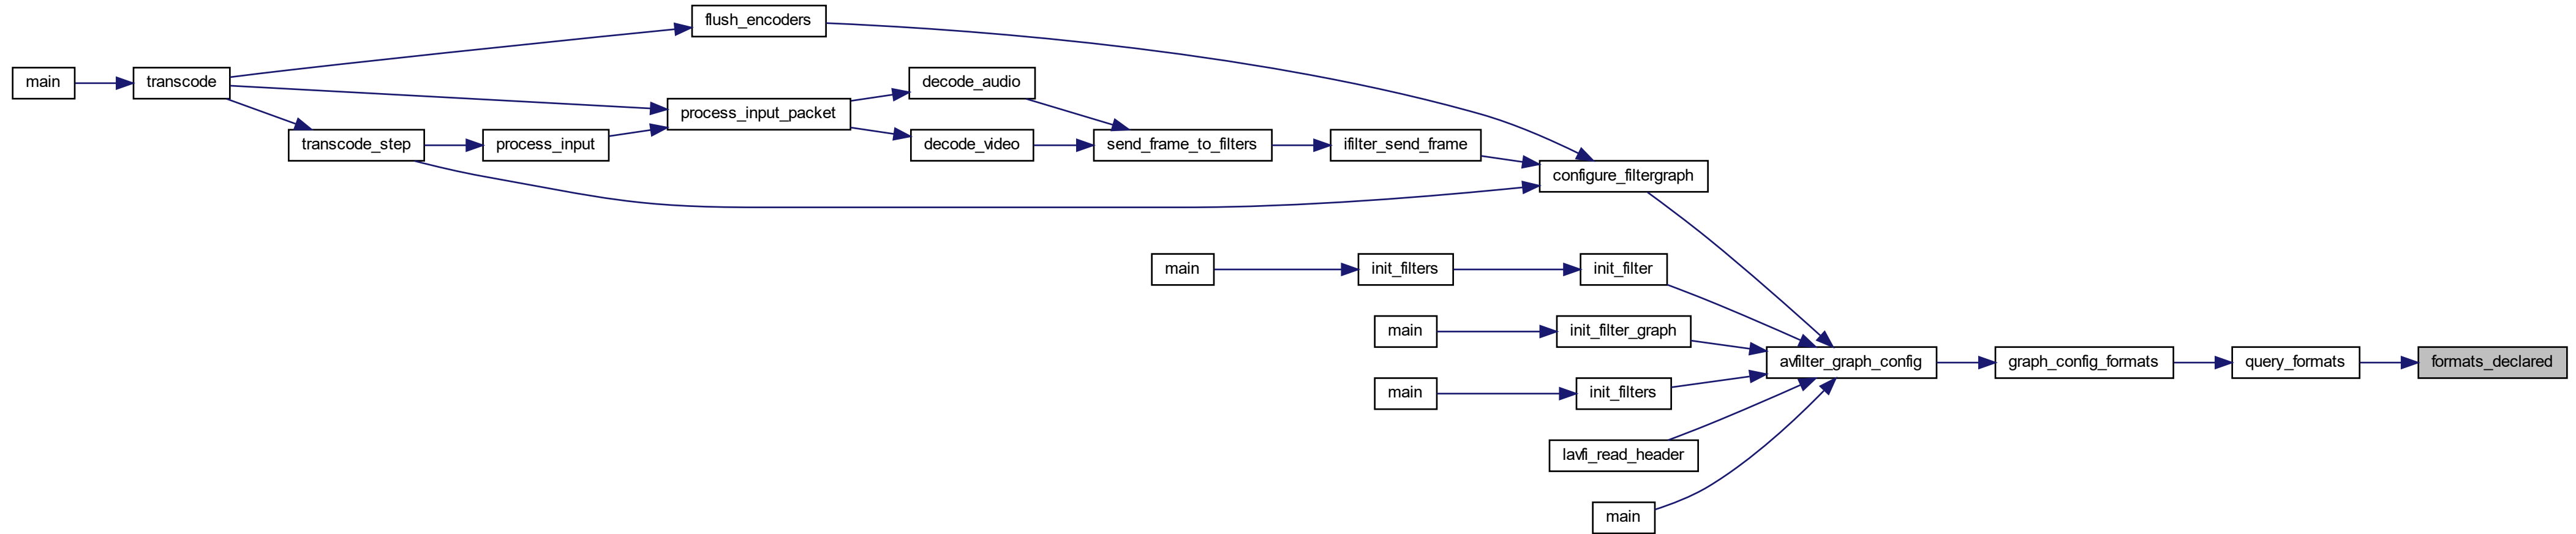 flush_encoders
main
transcode
decode_audio
process_input_packet
transcode_step
process_input
decode_video
send_frame_to_filters
ifilter_send_frame
configure_filtergraph
main
init_filters
init_filter
main
init_filter_graph
avfilter_graph_config
graph_config_formats
query_formats
formats_declared
main
init_filters
lavfi_read_header
main